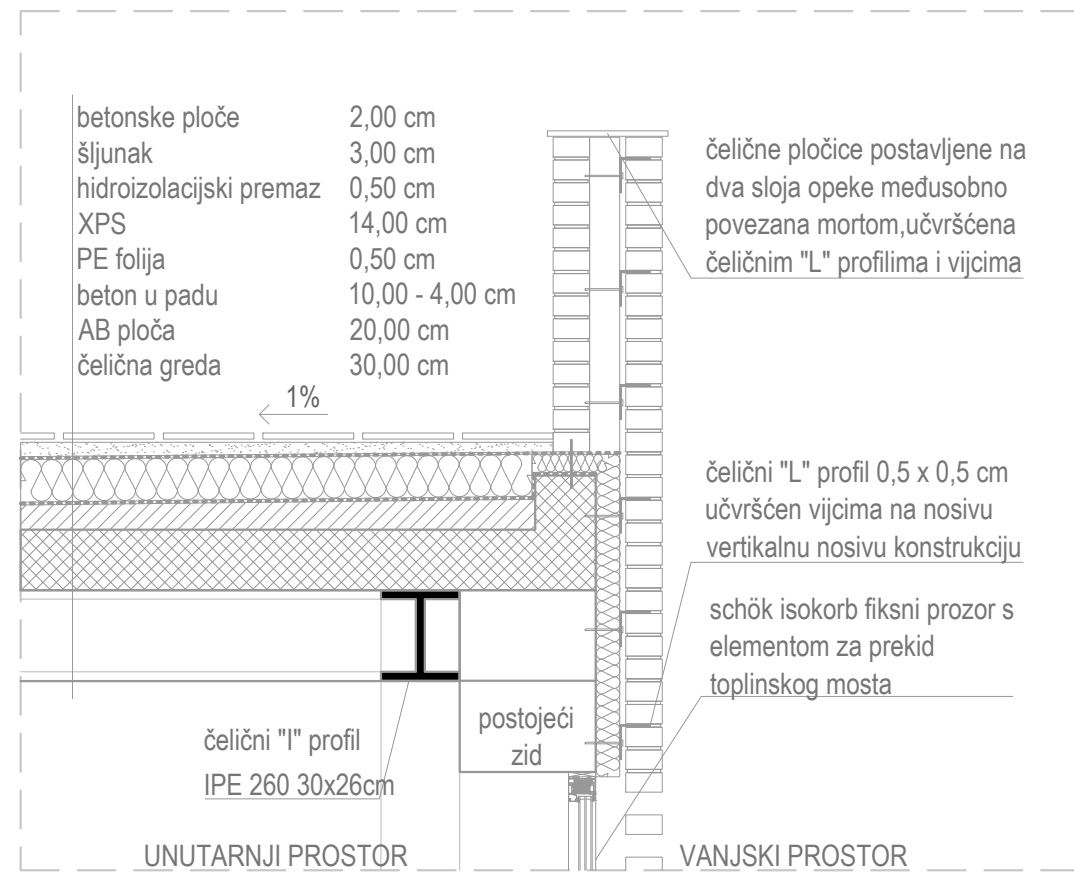 betonske ploče 2,00 cm
šljunak 3,00 cm
hidroizolacijski premaz 0,50 cm
XPS 14,00 cm
PE folija 0,50 cm
beton u padu 10,00 - 4,00 cm
AB ploča 20,00 cm
čelična greda 30,00 cm
1%
čelične pločice postavljene na
dva sloja opeke međusobno
povezana mortom,učvršćena
čeličnim "L" profilima i vijcima
čelični "L" profil 0,5 x 0,5 cm
učvršćen vijcima na nosivu
vertikalnu nosivu konstrukciju
schök isokorb fiksni prozor s
elementom za prekid
toplinskog mosta
postojeći
zid
čelični "I" profil
IPE 260 30x26cm
UNUTARNJI PROSTOR
VANJSKI PROSTOR